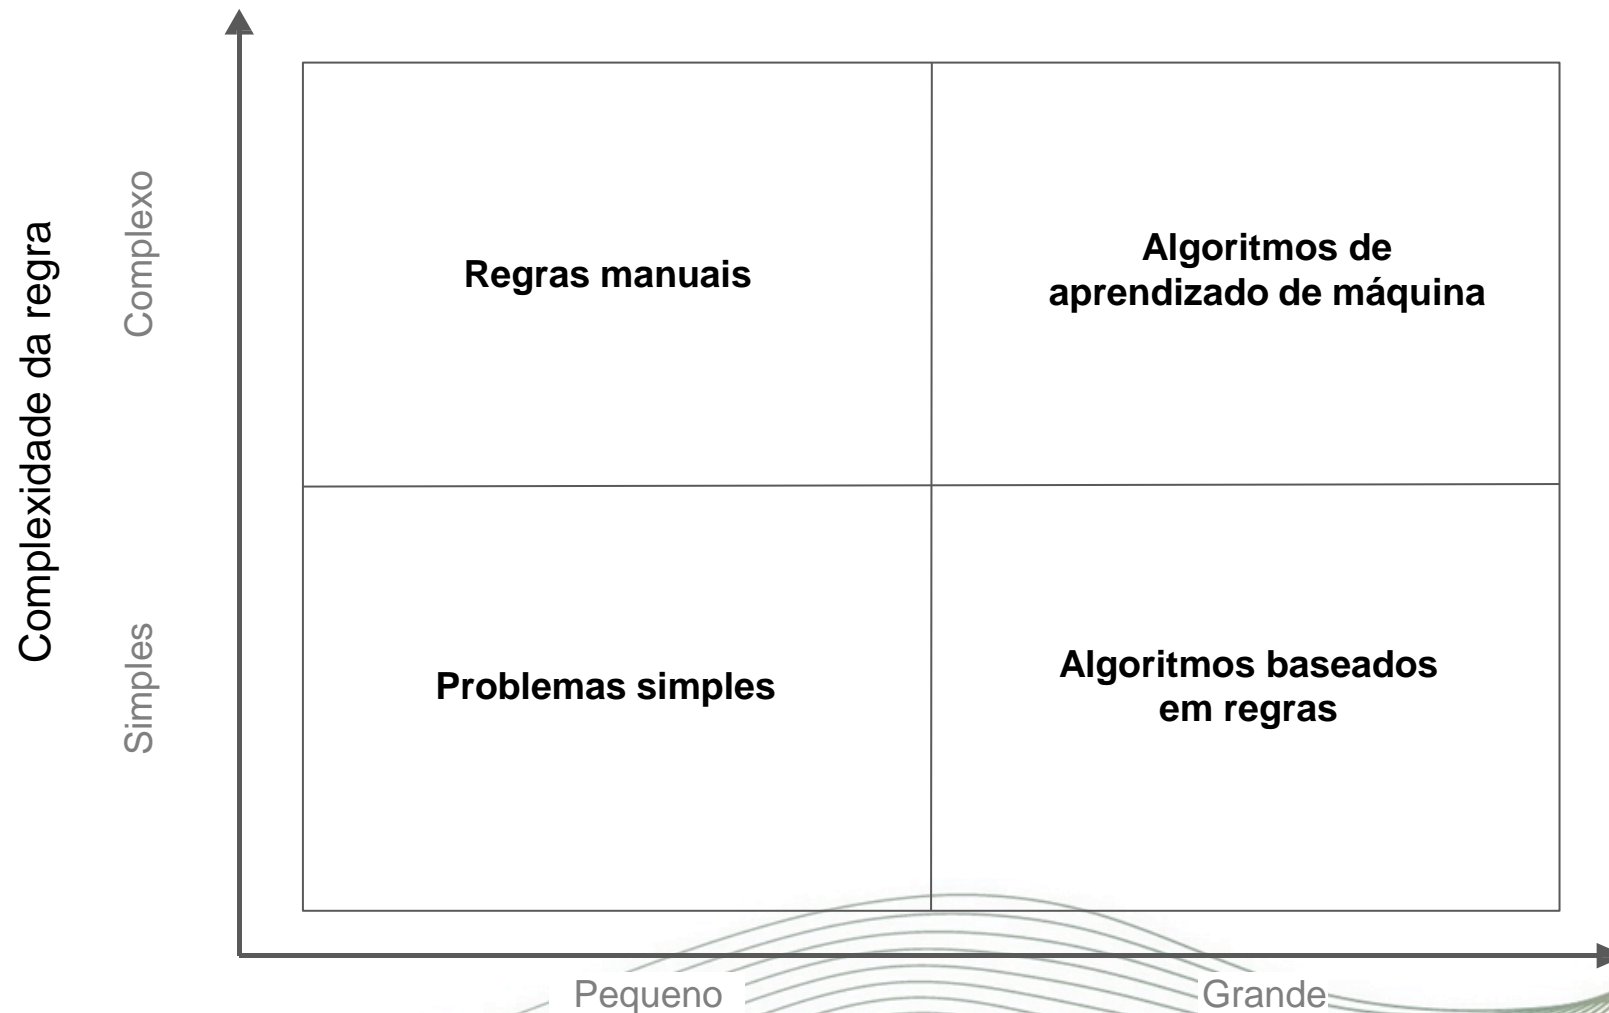 Complexidade da regra
Complexo
Simples
Regras manuais
Algoritmos de
aprendizado de máquina
Problemas simples
Algoritmos baseados
em regras
Pequeno
Grande